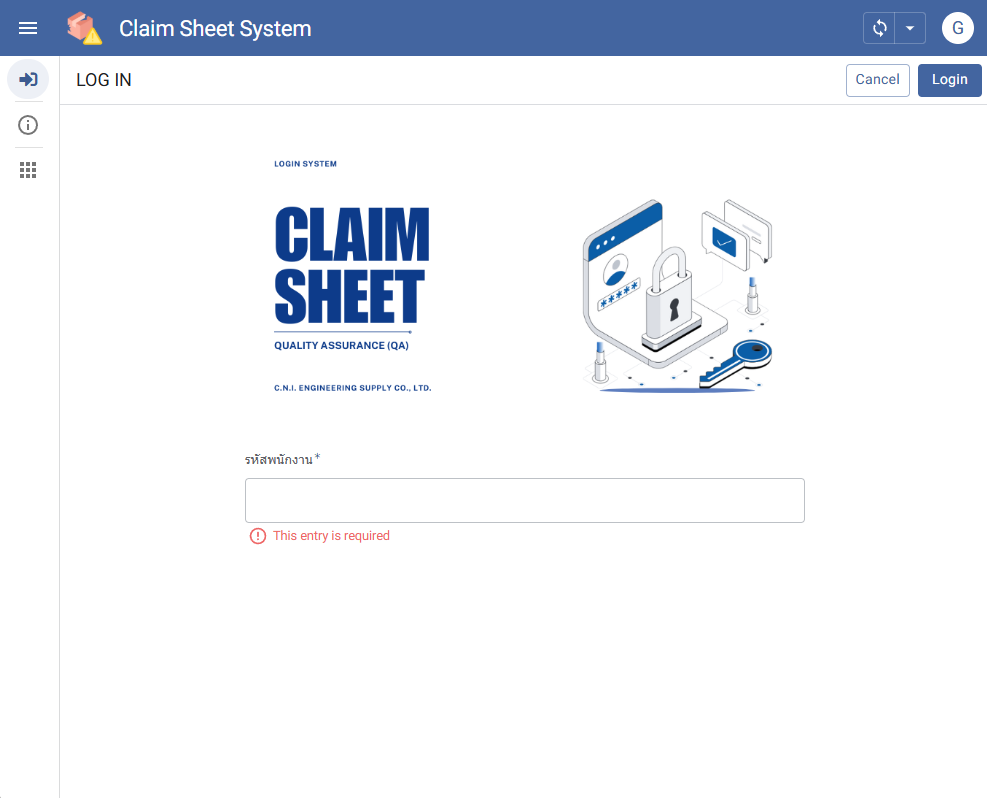 Claim Sheet System
G
LOG IN
Cancel
Login
LOGIN SYSTEM
CLAIM
SHEET
QUALITY ASSURANCE (QA)
C.N.I. ENGINEERING SUPPLY CO., LTD.
รหัสพนักงาน*
This entry is required